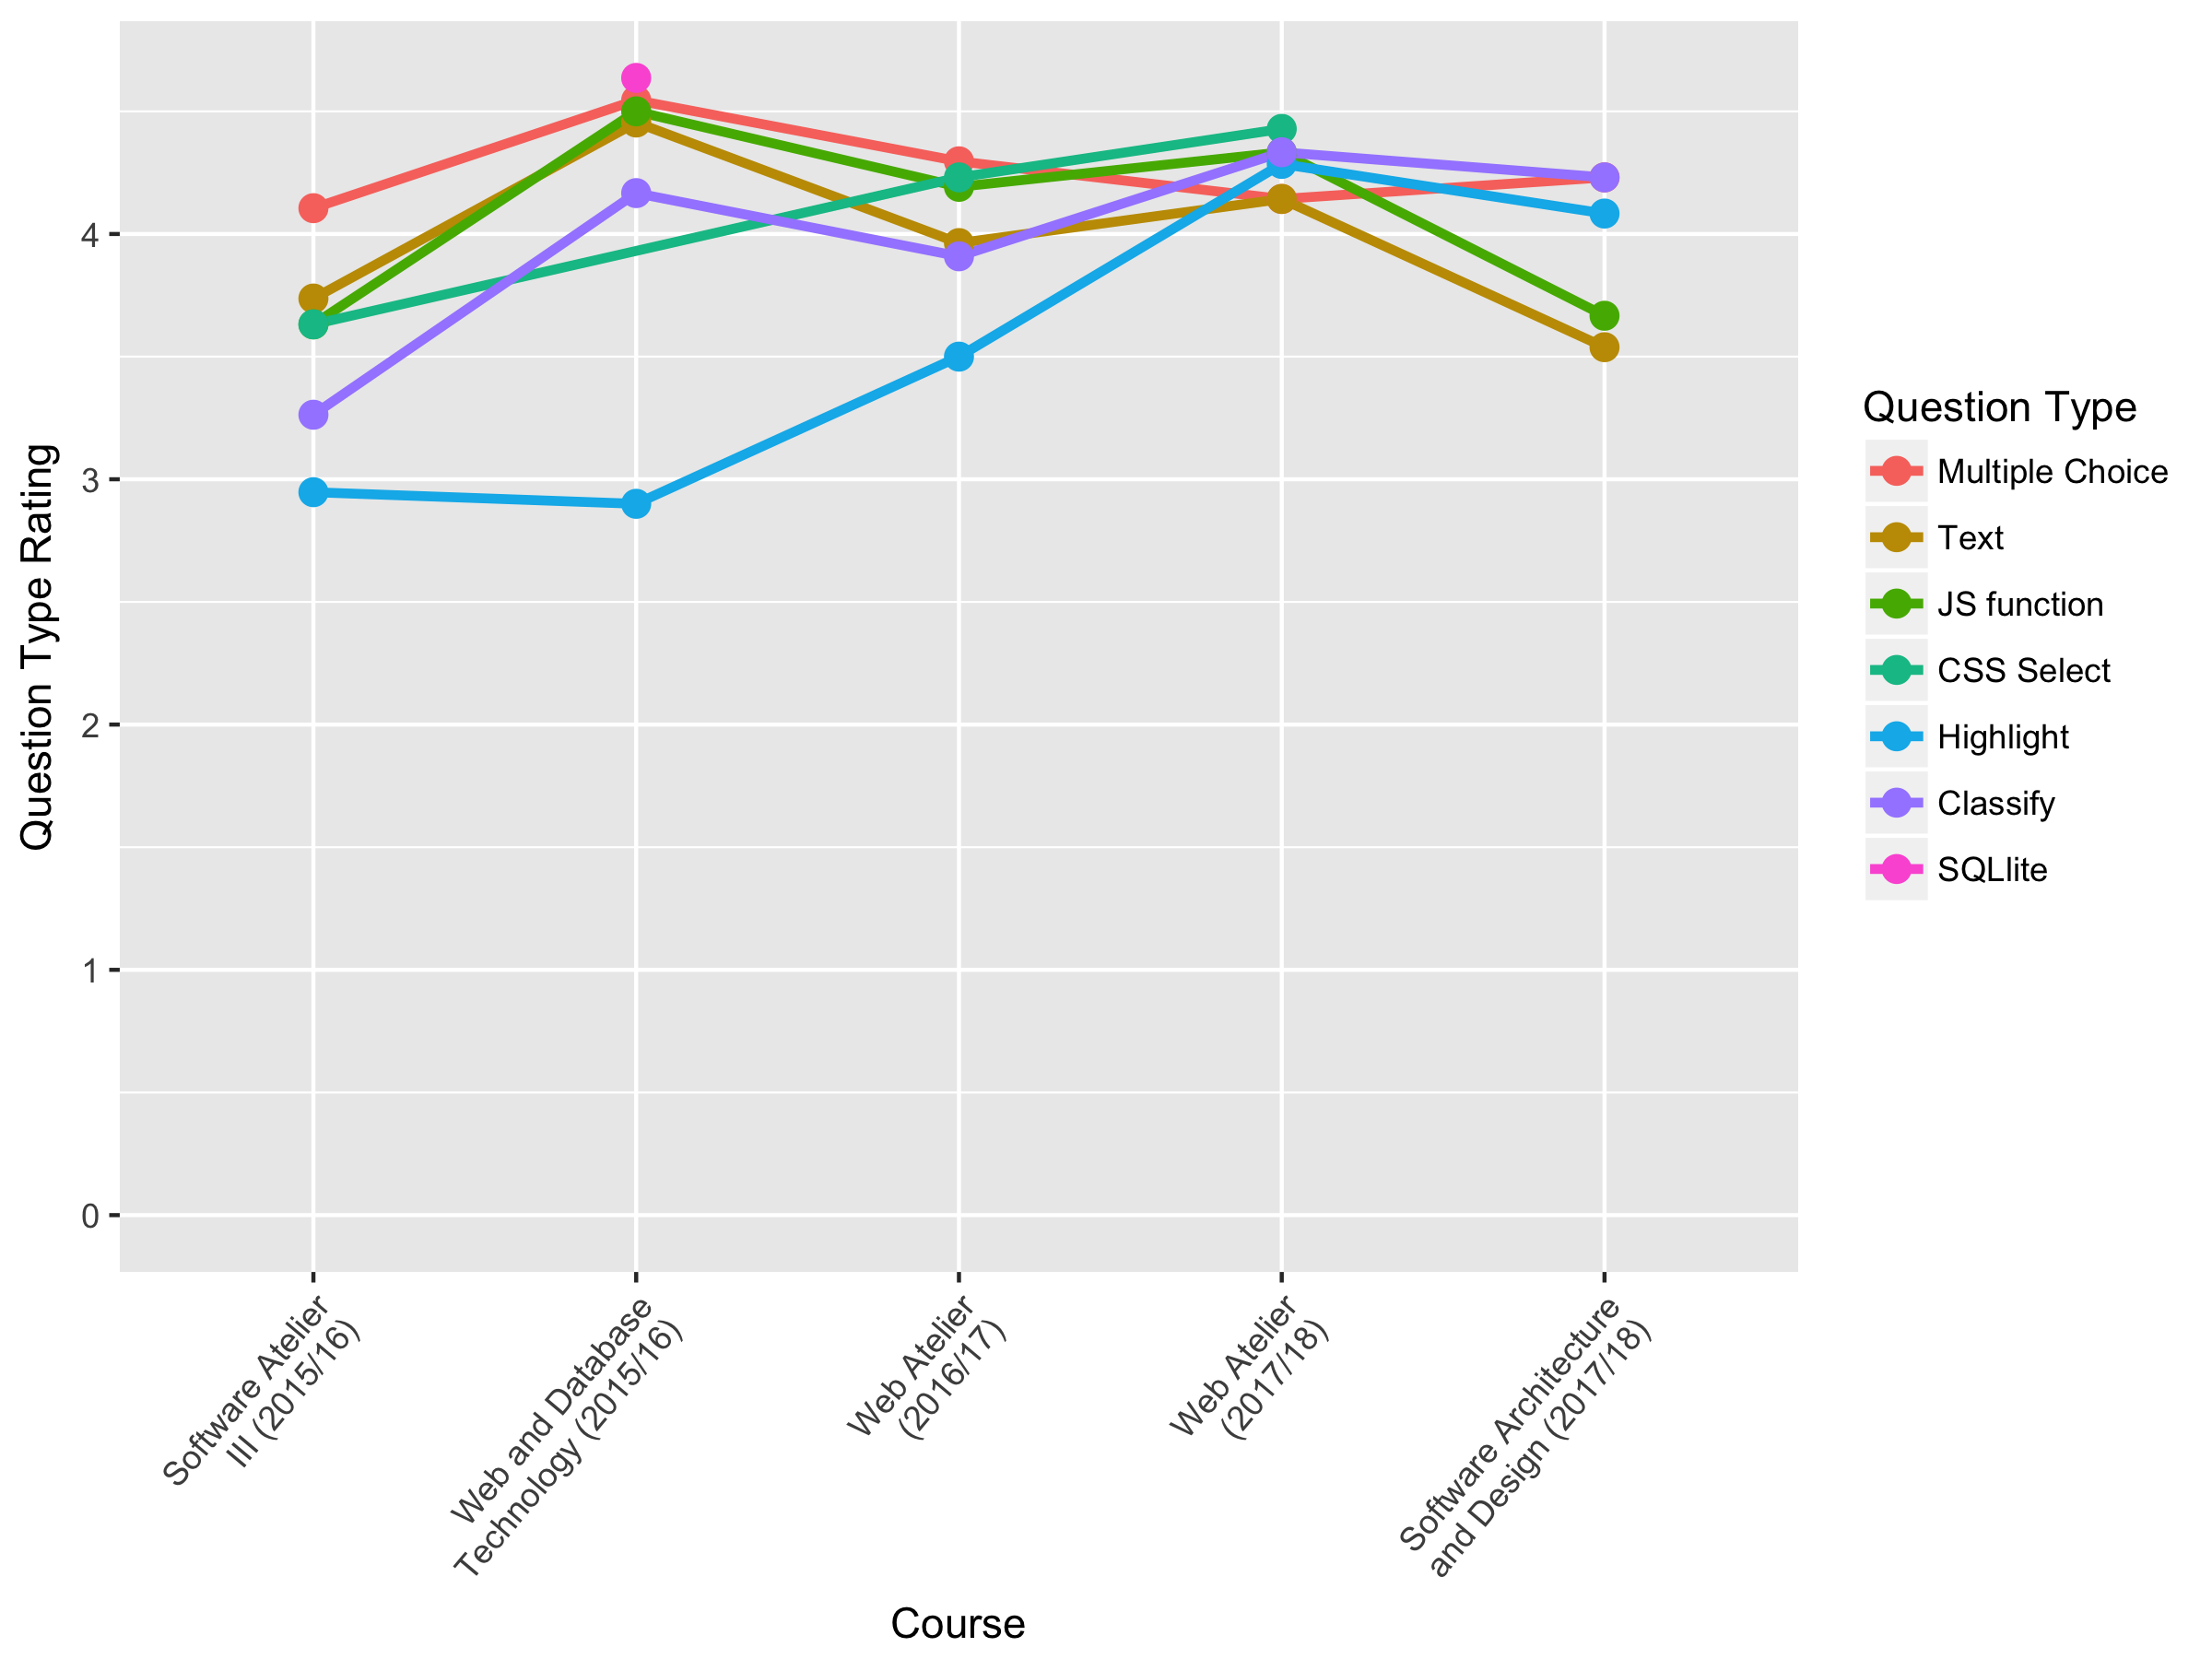 Question Type Rating
4
3
2
1
0
Software Atelier
III (2015/16)
Web and Database
Technology (2015/16)
Web Atelier
(2016/17)
Web Atelier
(2017/18)
Software Architecture
and Design (2017/18)
Course
Question Type
Multiple Choice
Text
JS function
CSS Select
Highlight
Classify
SQLlite